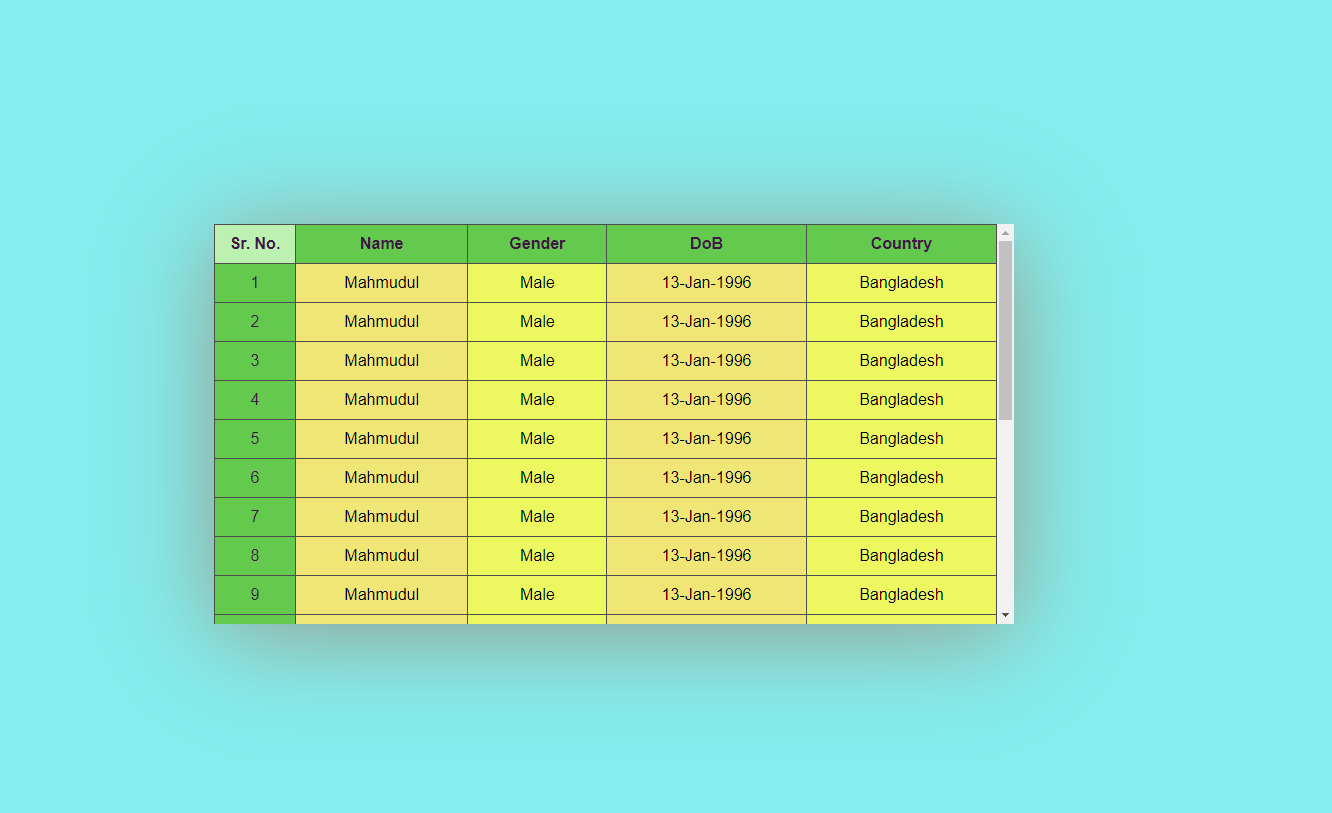 Sr. No. Name Gender DoB Country
1 Mahmudul Male 13-Jan-1996 Bangladesh
2 Mahmudul Male 13-Jan-1996 Bangladesh
3 Mahmudul Male 13-Jan-1996 Bangladesh
4 Mahmudul Male 13-Jan-1996 Bangladesh
5 Mahmudul Male 13-Jan-1996 Bangladesh
6 Mahmudul Male 13-Jan-1996 Bangladesh
7 Mahmudul Male 13-Jan-1996 Bangladesh
8 Mahmudul Male 13-Jan-1996 Bangladesh
9 Mahmudul Male 13-Jan-1996 Bangladesh